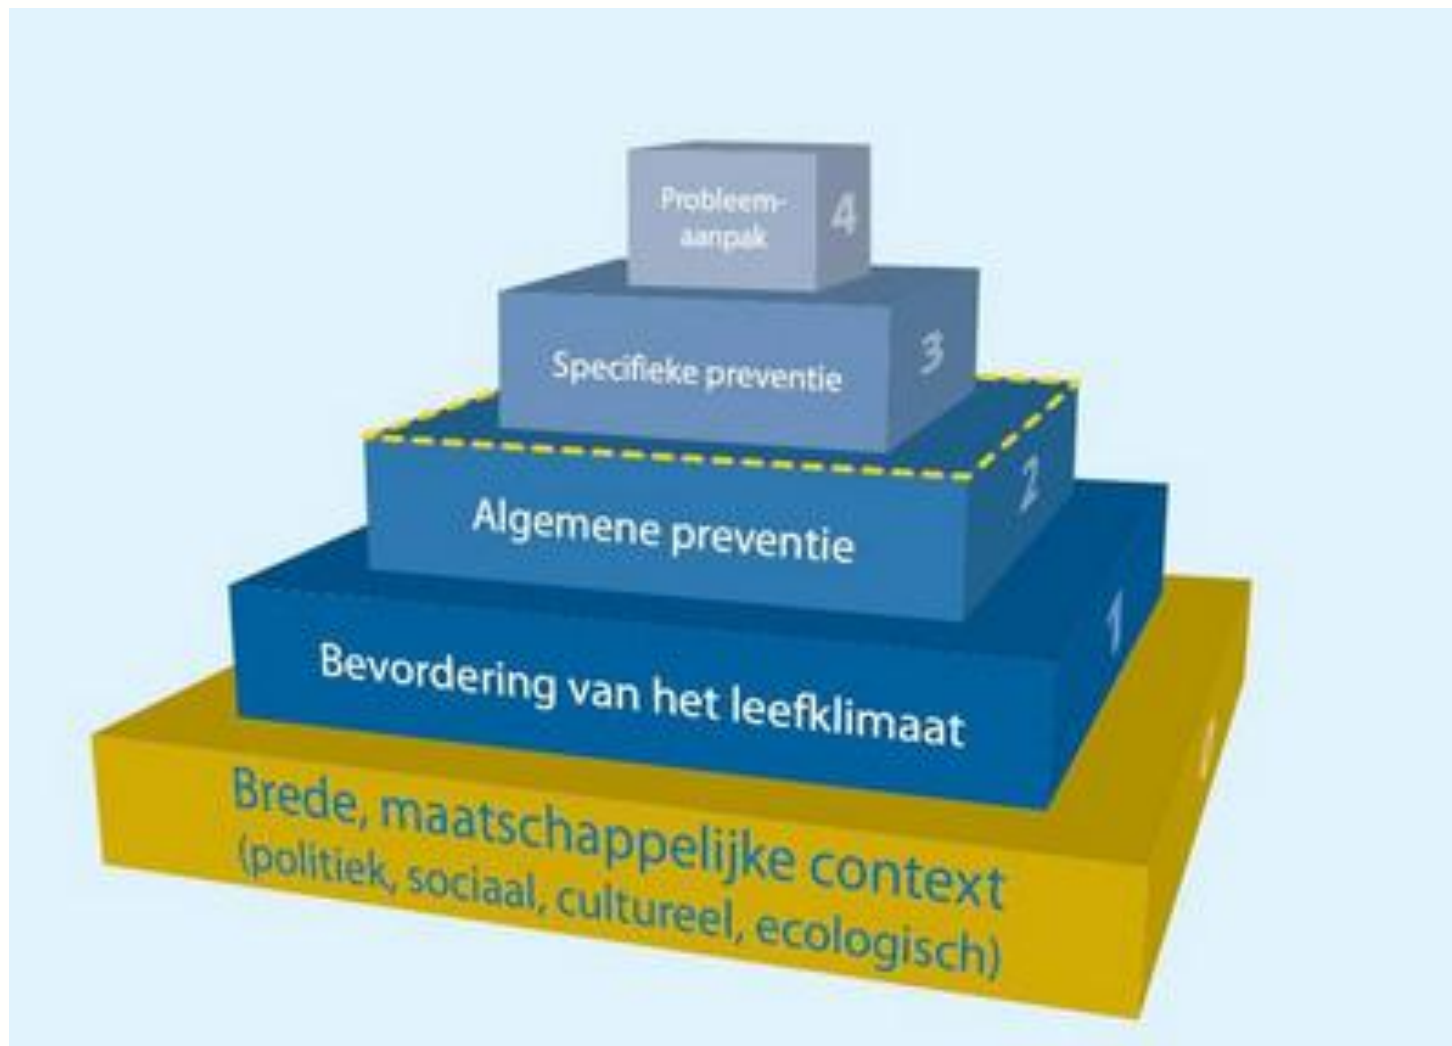 Probleem-
aanpak
4
Specifieke preventie
3
Algemene preventie
2
Bevordering van het leefklimaat
1
Brede, maatschappelijke context
(politiek, sociaal, cultureel, ecologisch)